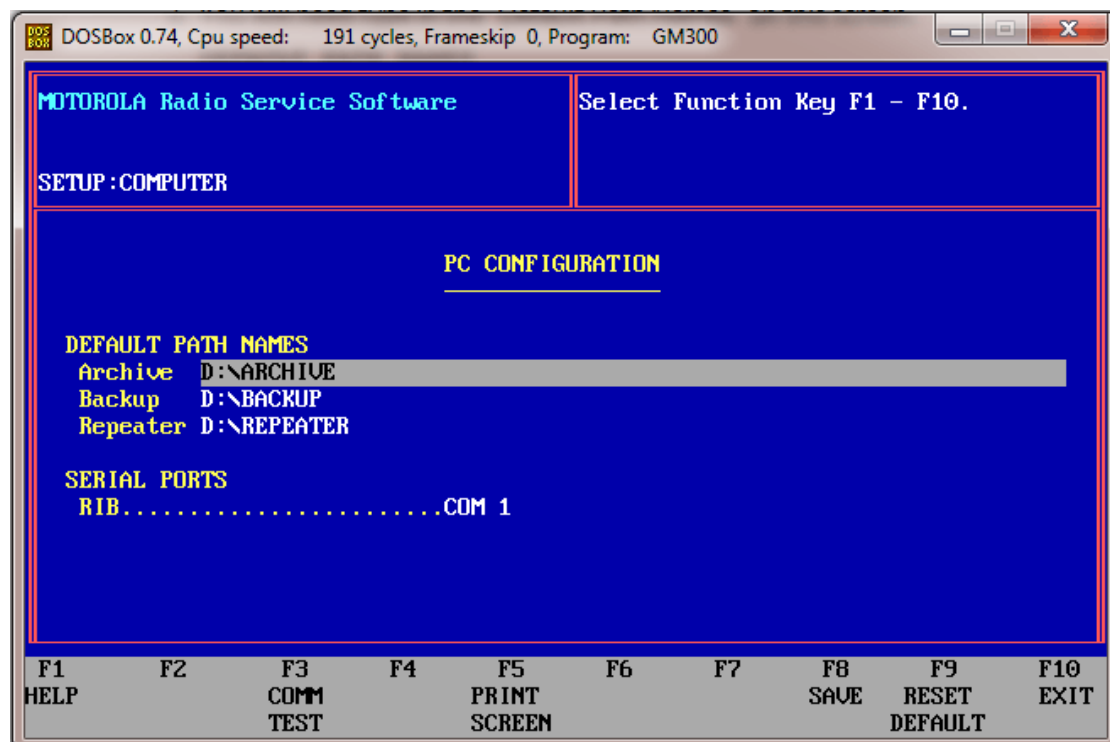 DOSBox 0.74, Cpu speed: 191 cycles, Frameskip 0, Program: GM300
MOTOROLA Radio Service Software
Select Function Key F1 - F10.
SETUP:COMPUTER
PC CONFIGURATION
DEFAULT PATH NAMES
Archive D:\ARCHIVE
Backup D:\BACKUP
Repeater D:\REPEATER
SERIAL PORTS
RIB........................COM 1
F1 F2 F3 F4 F5 F6 F7 F8 F9 F10
HELP COMM PRINT SAVE RESET EXIT
TEST SCREEN DEFAULT